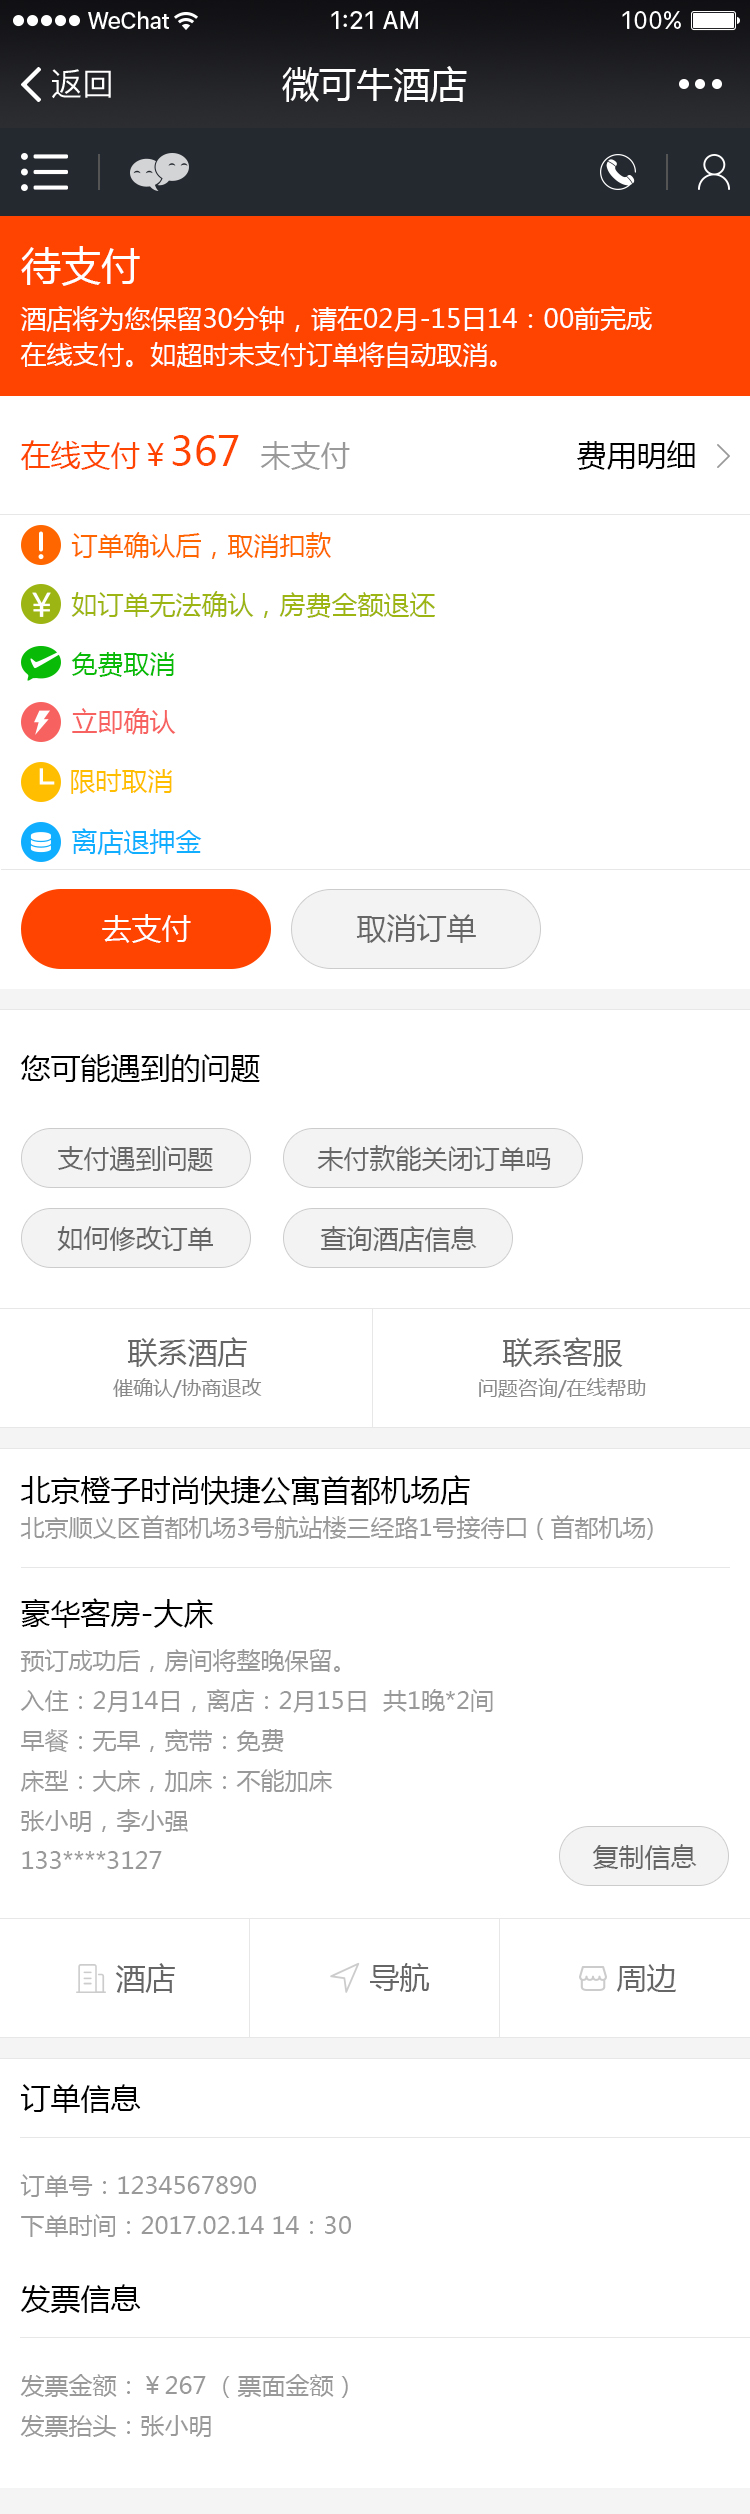 WeChat 1:21 AM 100%
返回 微可牛酒店
待支付
酒店将为您保留30分钟，请在02月-15日14：00前完成
在线支付。如超时未支付订单将自动取消。
在线支付¥367 未支付 费用明细
订单确认后，取消扣款
¥ 如订单无法确认，房费全额退还
免费取消
立即确认
限时取消
离店退押金
去支付 取消订单
您可能遇到的问题
支付遇到问题 未付款能关闭订单吗
如何修改订单 查询酒店信息
联系酒店 联系客服
催确认/协商退改 问题咨询/在线帮助
北京橙子时尚快捷公寓首都机场店
北京顺义区首都机场3号航站楼三经路1号接待口（首都机场)
豪华客房-大床
预订成功后，房间将整晚保留。
入住：2月14日，离店：2月15日 共1晚*2间
早餐：无早，宽带：免费
床型：大床，加床：不能加床
张小明，李小强
133****3127 复制信息
酒店 导航 周边
订单信息
订单号：1234567890
下单时间：2017.02.14 14：30
发票信息
发票金额：¥267（票面金额）
发票抬头：张小明